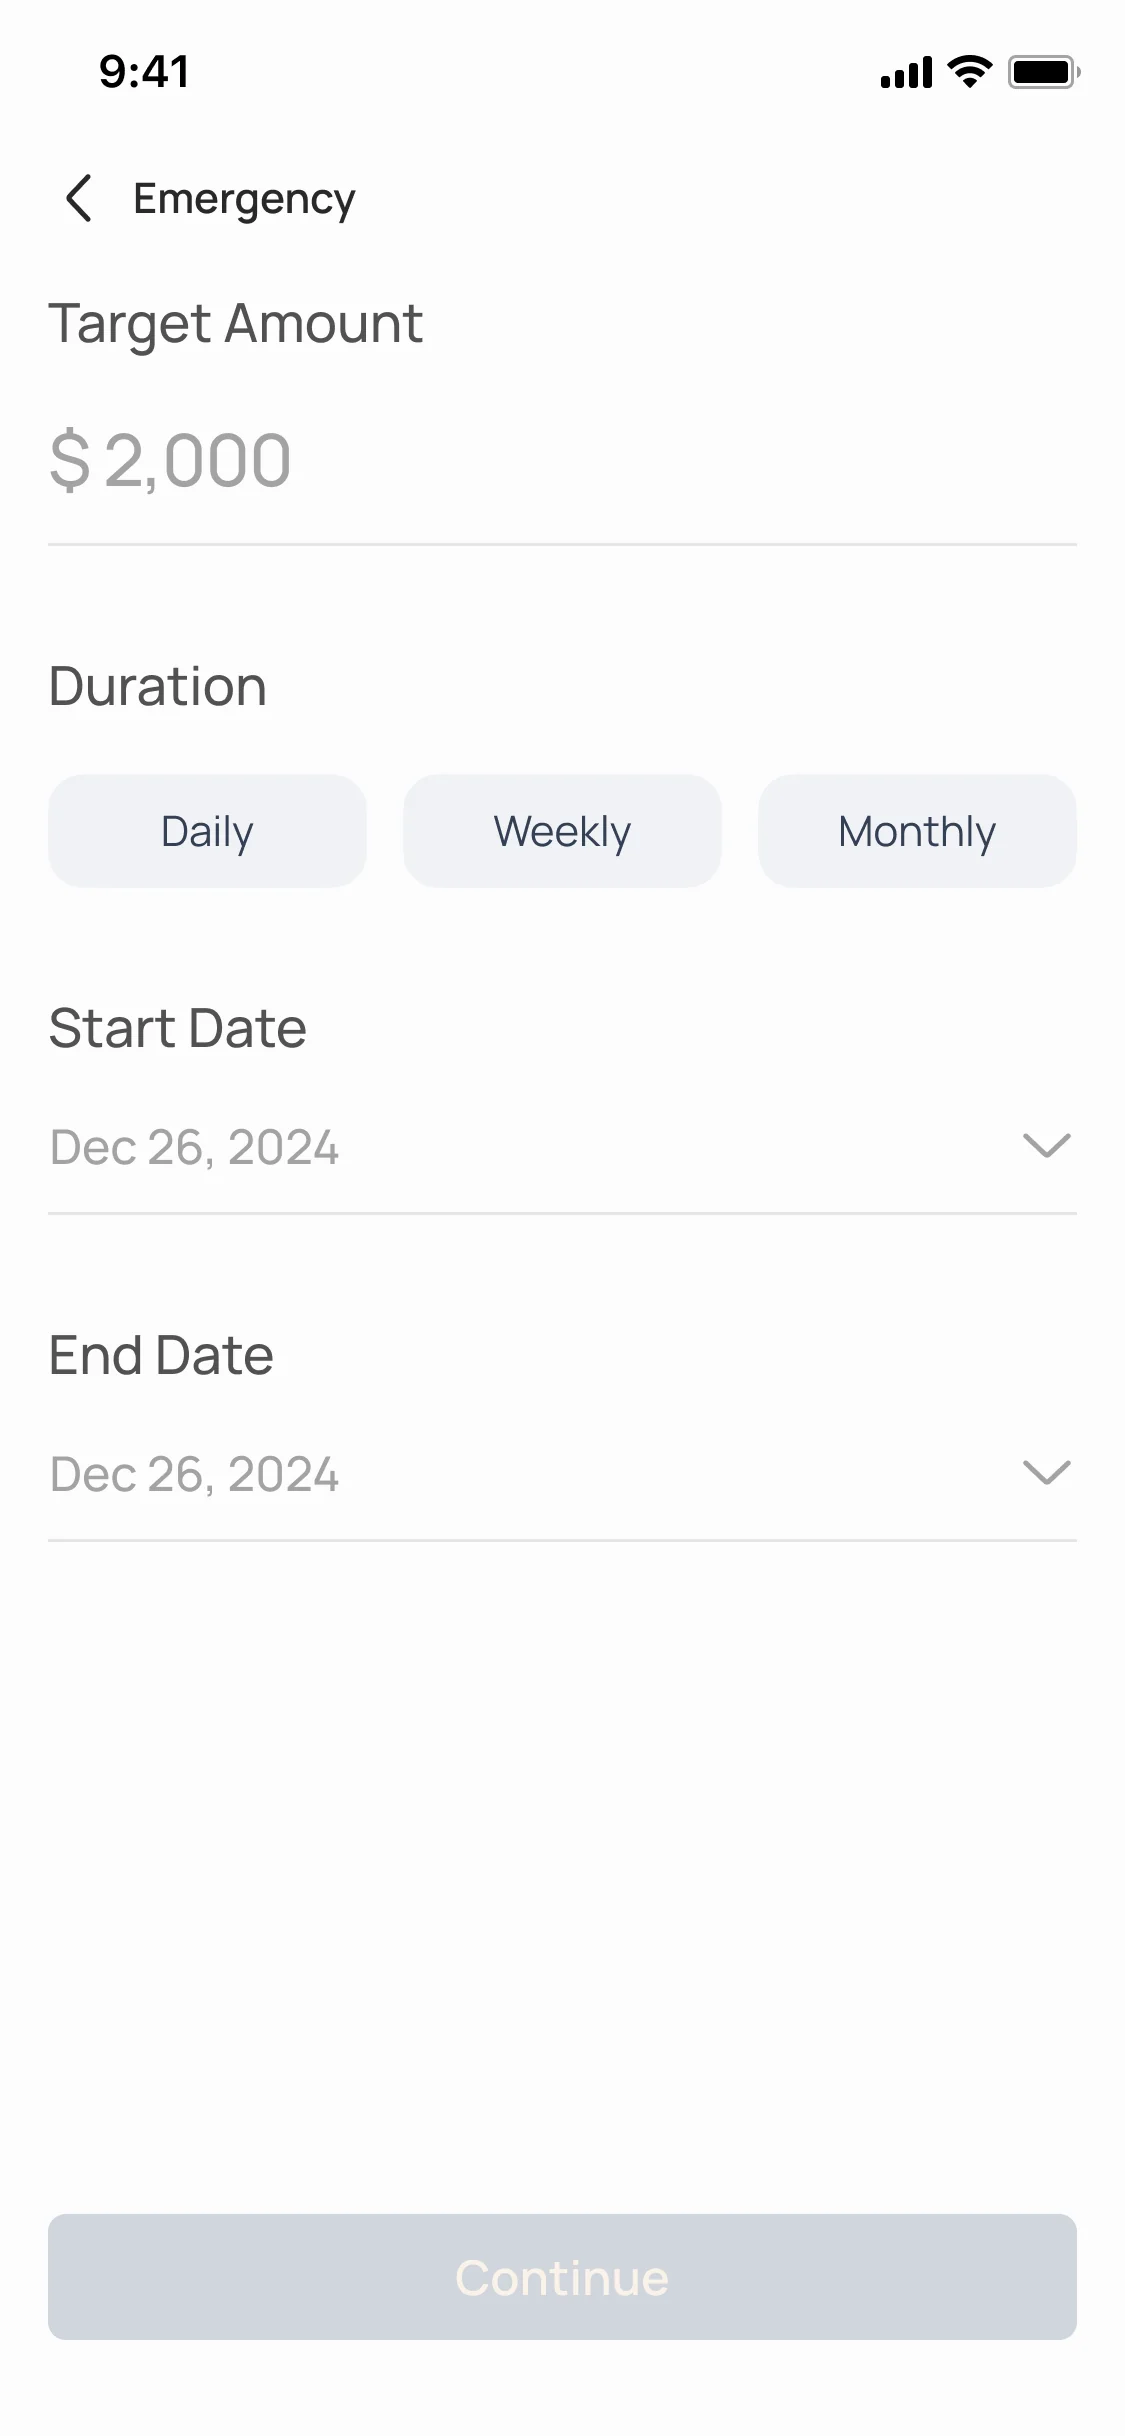 9:41
Emergency
Target Amount
$ 2,000
Duration
Daily Weekly Monthly
Start Date
Dec 26, 2024
End Date
Dec 26, 2024
Continue